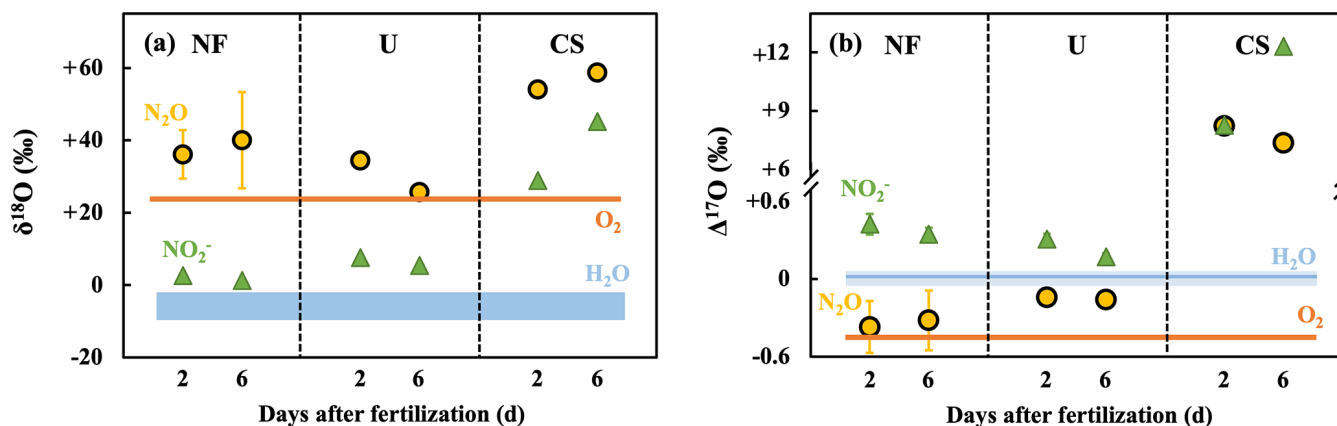 (a) NF U CS
+60
+40
+20
0
-20
δ¹⁸O (‰)
N₂O
O₂
NO₂⁻
H₂O
2 6 2 6 2 6
Days after fertilization (d)
(b) NF U CS
+12
+9
+6
+0.6
0
-0.6
Δ¹⁷O (‰)
NO₂⁻
H₂O
N₂O
O₂
2 6 2 6 2 6
Days after fertilization (d)